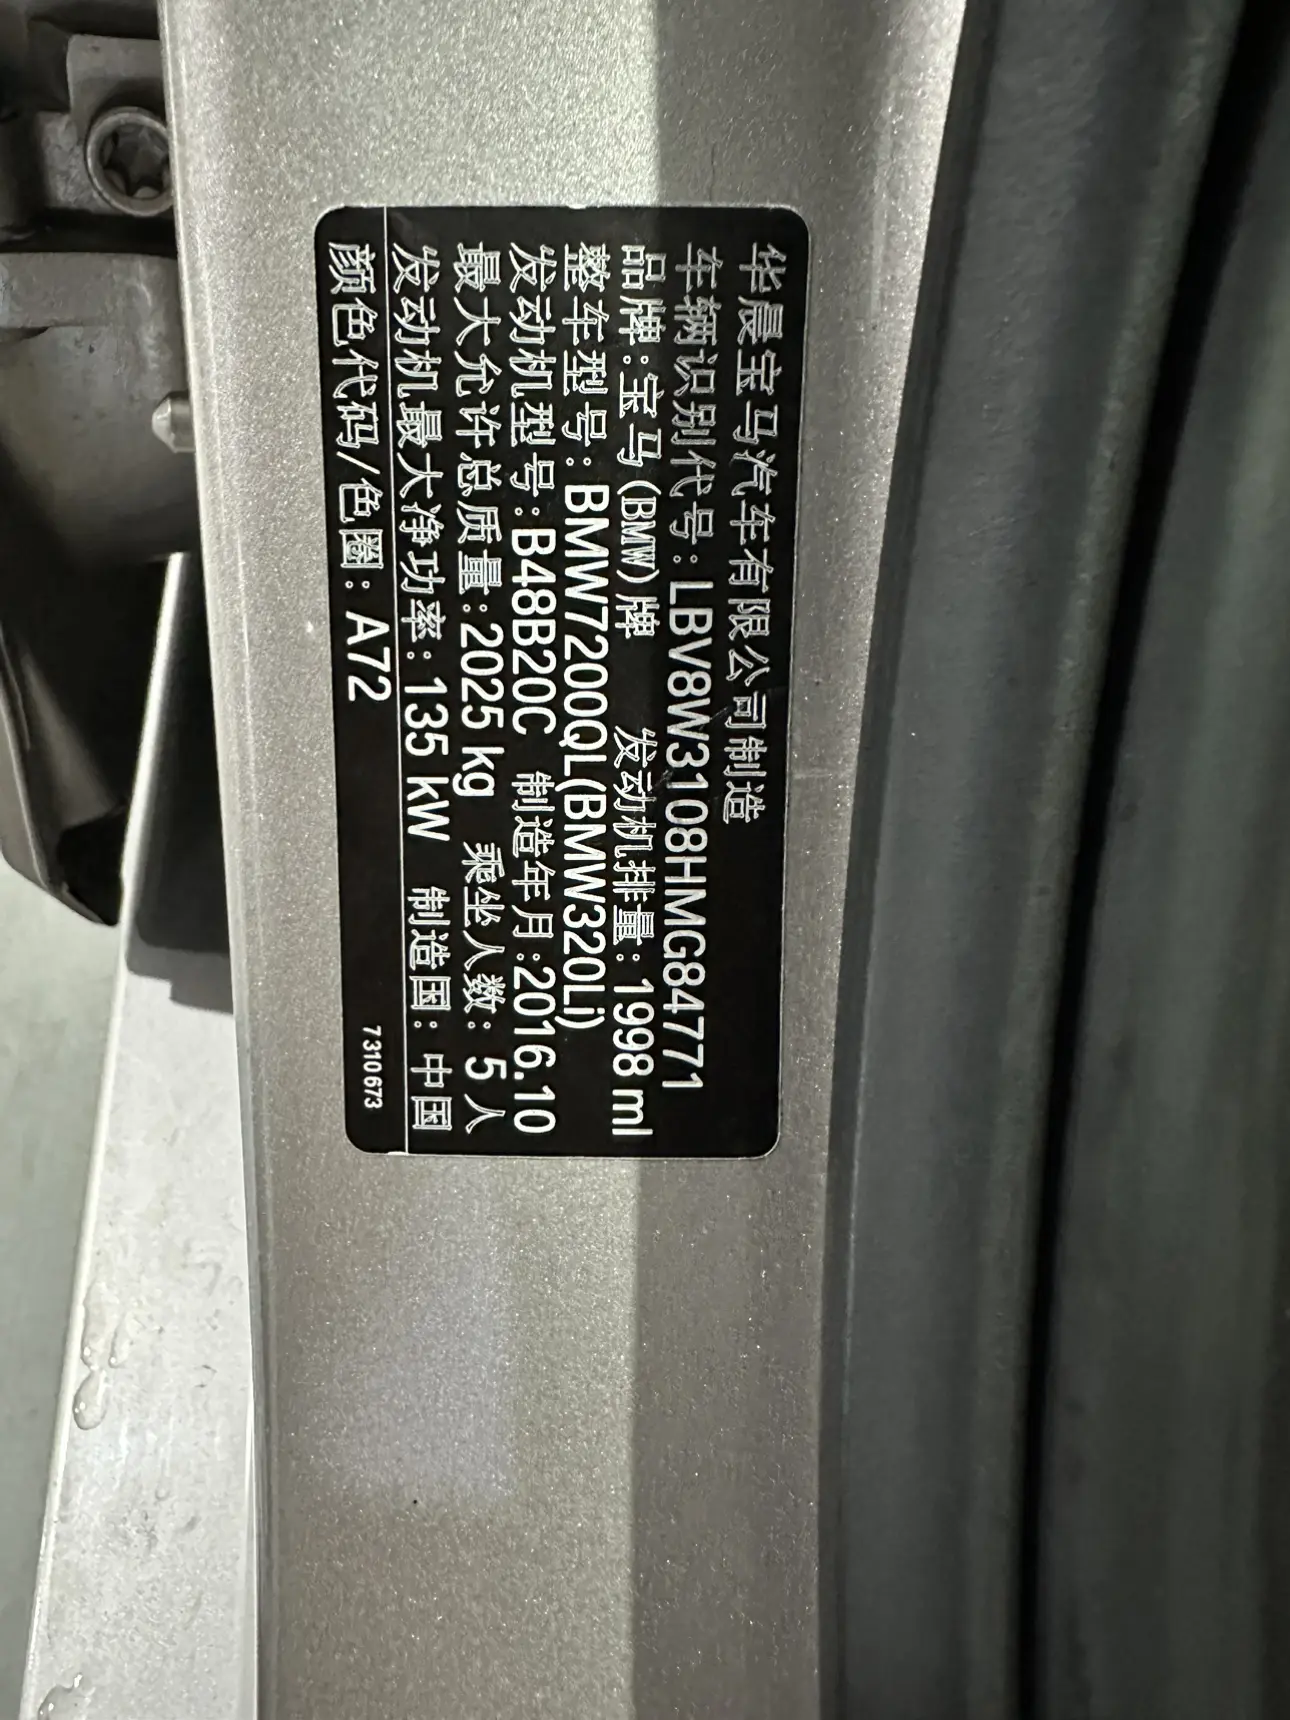 华晨宝马汽车有限公司制造
车辆识别代号:LBV8W3108HMG84771
品牌:宝马(BMW)牌 发动机排量:1998 ml
整车型号:BMW7200QL(BMW320Li)
发动机型号:B48B20C 制造年月:2016.10
最大允许总质量:2025 kg 乘坐人数:5人
发动机最大净功率:135 kW 制造国:中国
颜色代码/色圈:A72
7310673